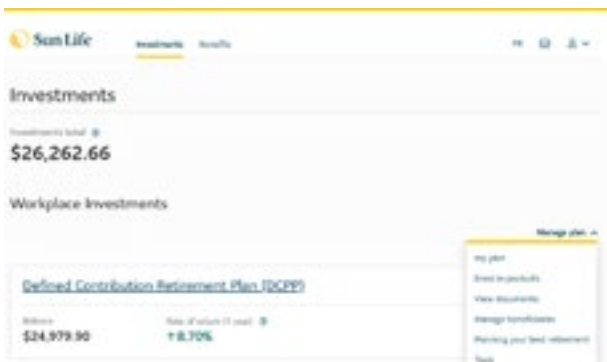 Sun Life Investments Benefits FR
Investments
Investments total
$26,262.66
Workplace Investments
Manage plan
my plan
Enrol in products
Defined Contribution Retirement Plan (DCPP)
View documents
Manage beneficiaries
Balance Rate of return (1 year)
Planning your best retirement
$24,979.90 ↑8.70%
Tools